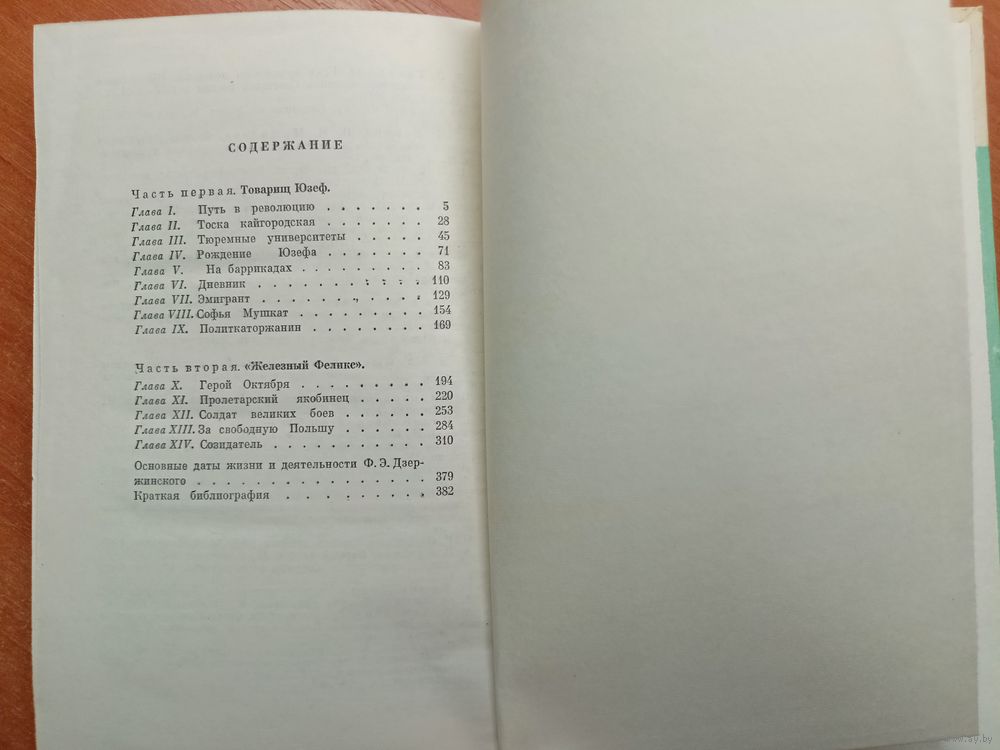 СОДЕРЖАНИЕ
Часть первая. Товарищ Юзеф.
Глава I. Путь в революцию . . . . . . . 5
Глава II. Тоска кайгородская . . . . . . . 28
Глава III. Тюремные университеты . . . . . 45
Глава IV. Рождение Юзефа . . . . . . . 71
Глава V. На баррикадах . . . . . . . . . 83
Глава VI. Дневник . . . . . . . . . . . . 110
Глава VII. Эмигрант . . . . . . . . . . . . 129
Глава VIII. Софья Мушкат . . . . . . . . . 154
Глава IX. Политкаторжанин . . . . . . . . 169
Часть вторая. «Железный Феликс».
Глава X. Герой Октября . . . . . . . . . 194
Глава XI. Пролетарский якобинец . . . . . 220
Глава XII. Солдат великих боев . . . . . . 253
Глава XIII. За свободную Польшу . . . . . . 284
Глава XIV. Созидатель . . . . . . . . . . . 310
Основные даты жизни и деятельности Ф. Э. Дзер-
жинского . . . . . . . . . . . . . . . 379
Краткая библиография . . . . . . . . 382
www.ay.by